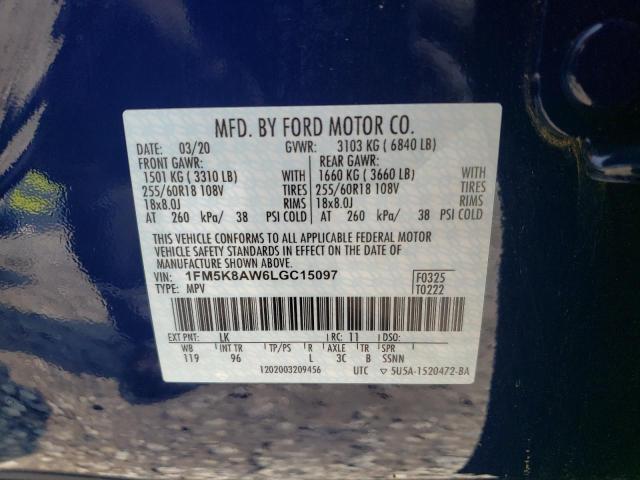 MFD. BY FORD MOTOR CO.
DATE: 03/20 GVWR: 3103 KG ( 6840 LB)
FRONT GAWR: REAR GAWR:
1501 KG ( 3310 LB) WITH 1660 KG ( 3660 LB) WITH
255/60R18 108V TIRES 255/60R18 108V TIRES
18x8.0J RIMS 18x8.0J RIMS
AT 260 kPa/ 38 PSI COLD AT 260 kPa/ 38 PSI COLD
THIS VEHICLE CONFORMS TO ALL APPLICABLE FEDERAL MOTOR
VEHICLE SAFETY STANDARDS IN EFFECT ON THE DATE OF
MANUFACTURE SHOWN ABOVE.
VIN: 1FM5K8AW6LGC15097 F0325
TYPE: MPV T0222
EXT PNT: LK RC: 11 DSO:
WB INT TR TP/PS R AXLE TR SPR
119 96 L 3C B SSNN
1202003209456 UTC ▽ 5U5A-1520472-BA